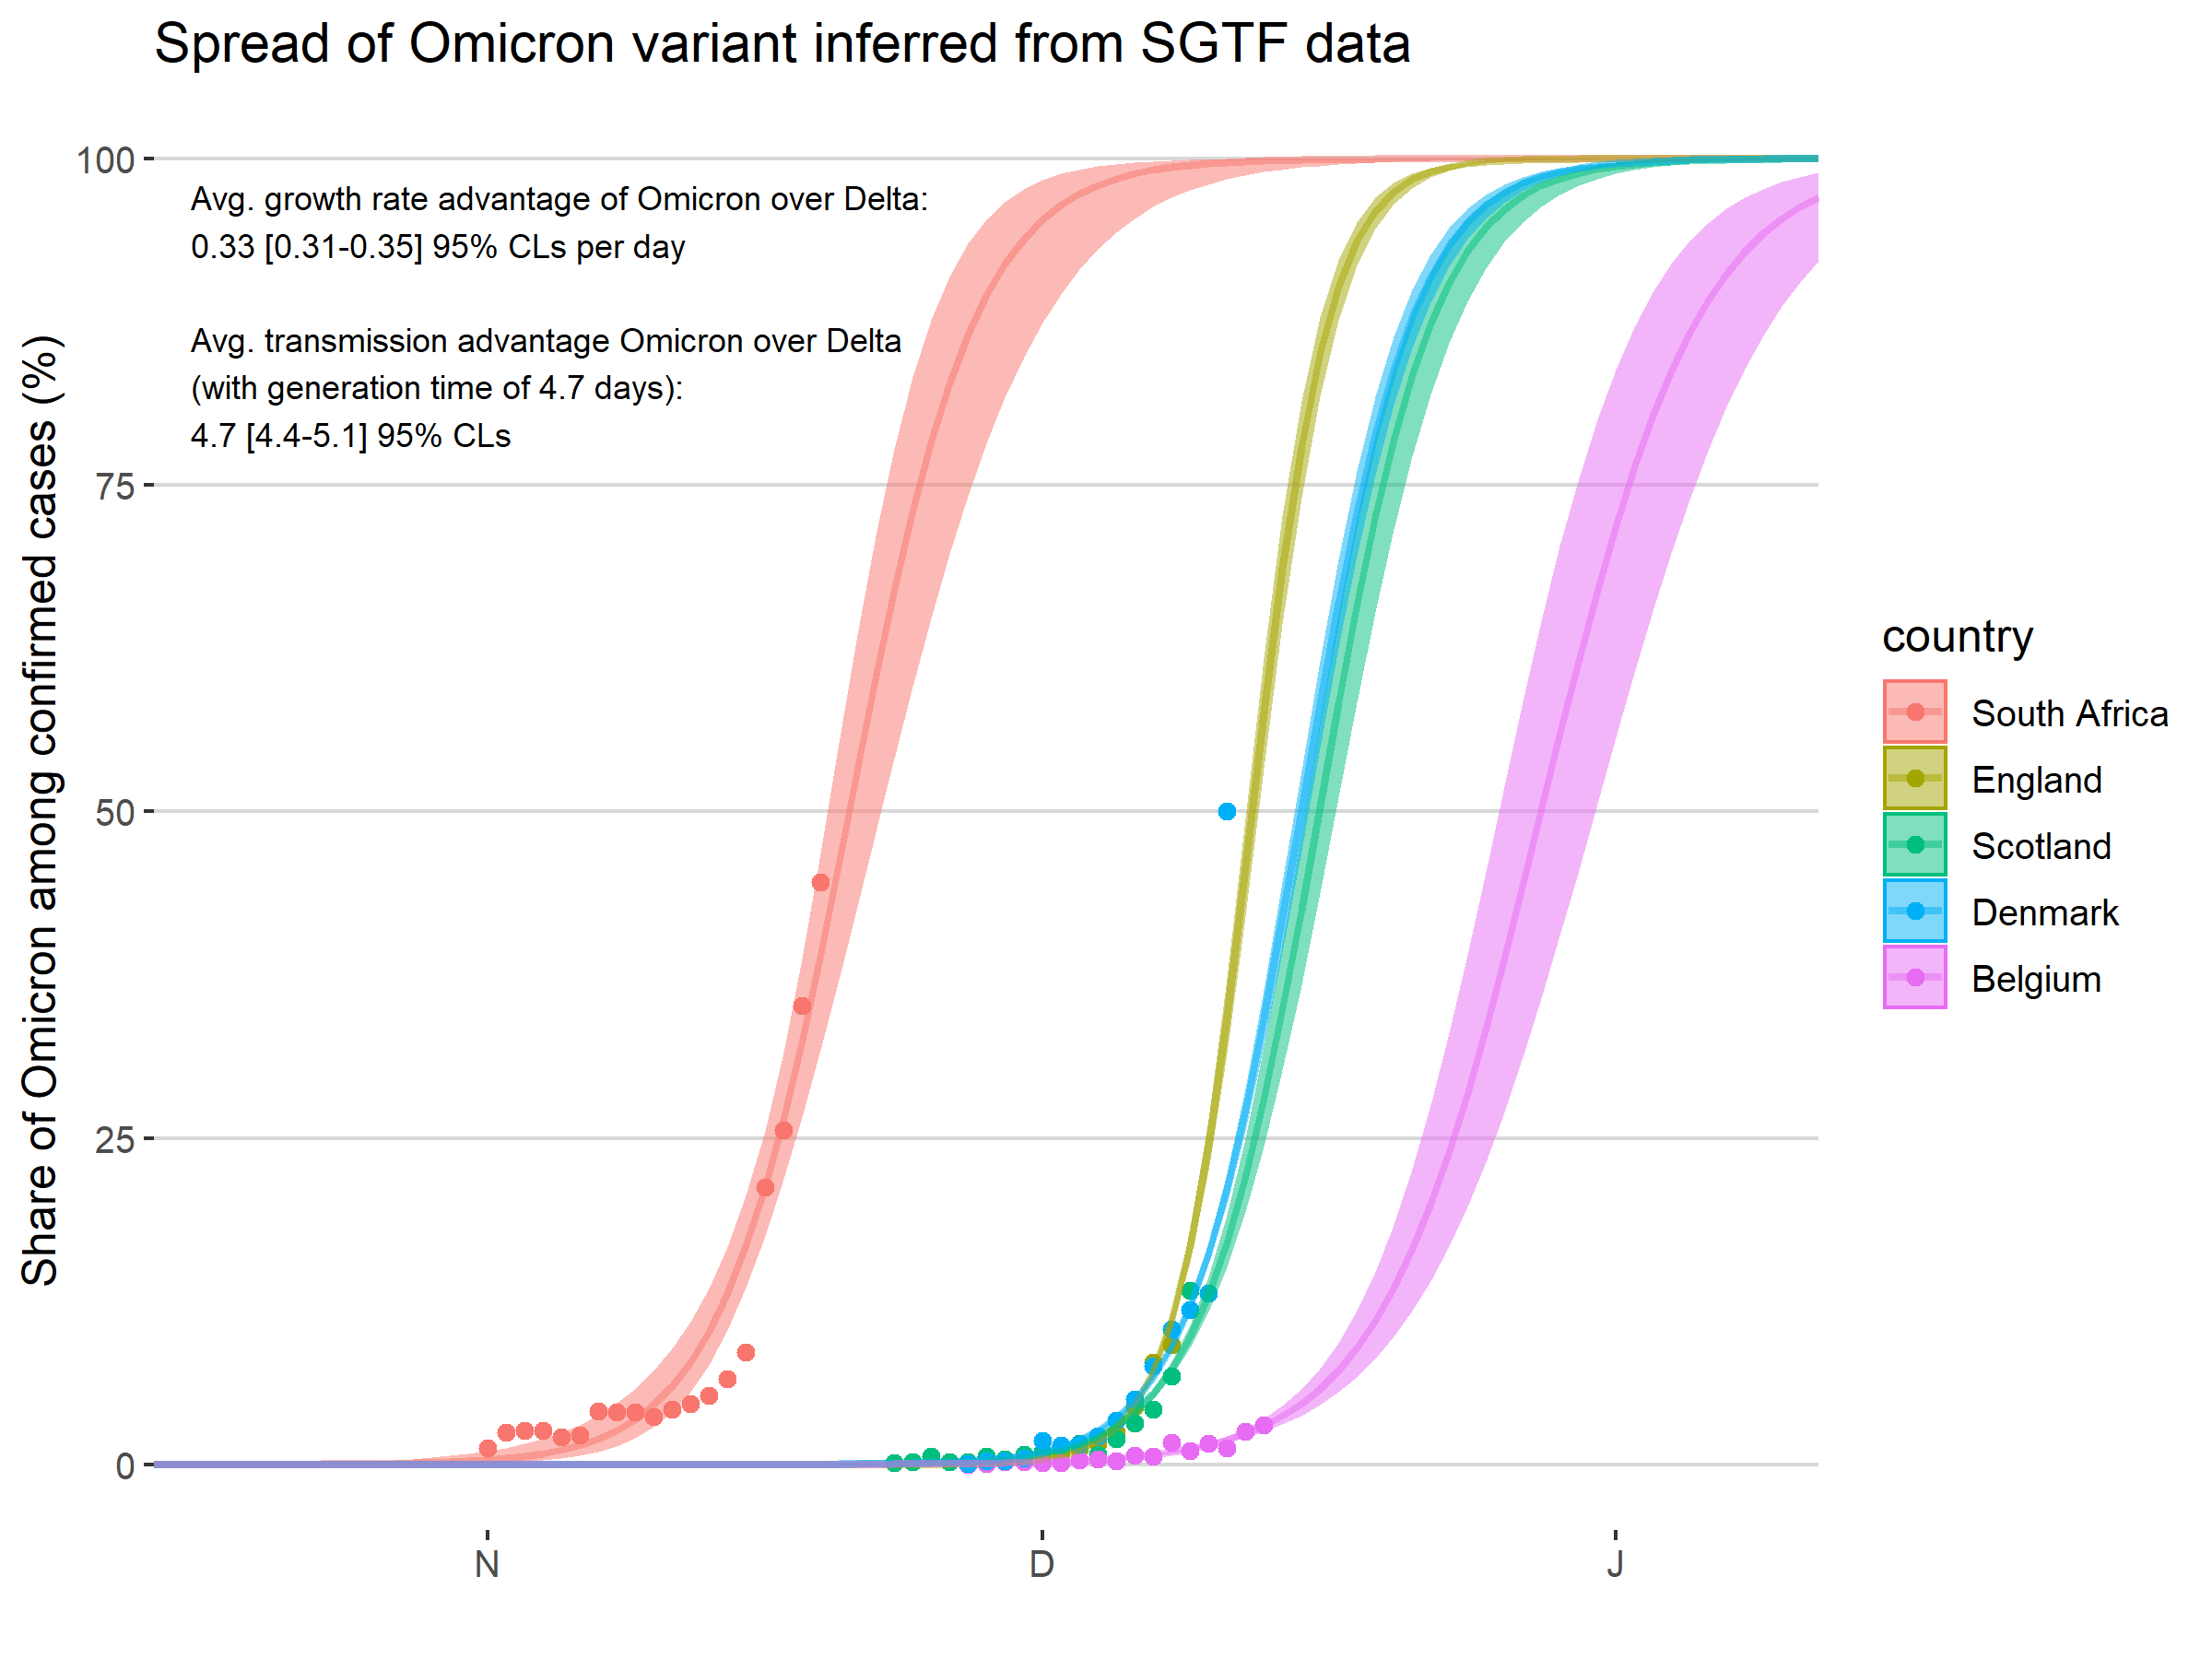 Spread of Omicron variant inferred from SGTF data
Share of Omicron among confirmed cases (%)
100
75
50
25
0
Avg. growth rate advantage of Omicron over Delta:
0.33 [0.31-0.35] 95% CLs per day
Avg. transmission advantage Omicron over Delta
(with generation time of 4.7 days):
4.7 [4.4-5.1] 95% CLs
N
D
J
country
South Africa
England
Scotland
Denmark
Belgium